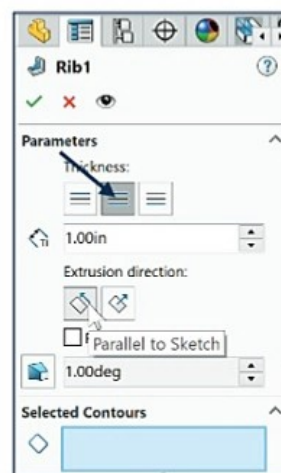 Rib1
Parameters
Thickness:
1.00in
Extrusion direction:
Parallel to Sketch
1.00deg
Selected Contours